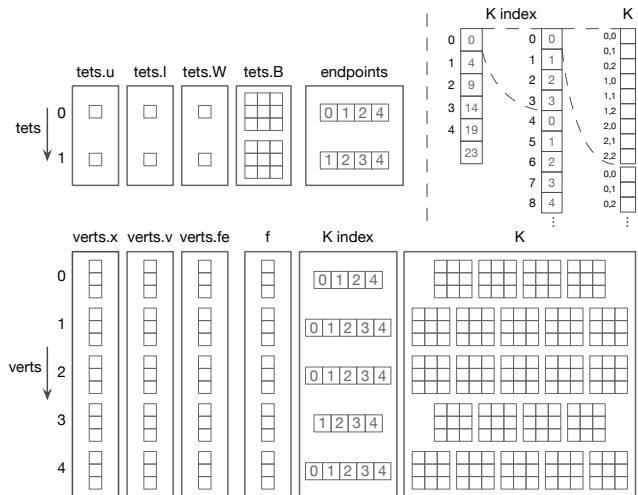 tets.u tets.l tets.W tets.B endpoints
tets
0 0 1 2 4
1 1 2 3 4
K index K
0 0
1 4
2 9
3 14
4 19
23
0 0
1 1
2 2
3 3
4 0
5 1
6 2
7 3
8 4
⋮
0,0
0,1
0,2
1,0
1,1
1,2
2,0
2,1
2,2
0,0
0,1
0,2
⋮
verts.x verts.v verts.fe f K index K
verts
0 0 1 2 4
1 0 1 2 3 4
2 0 1 2 3 4
3 1 2 3 4
4 0 1 2 3 4